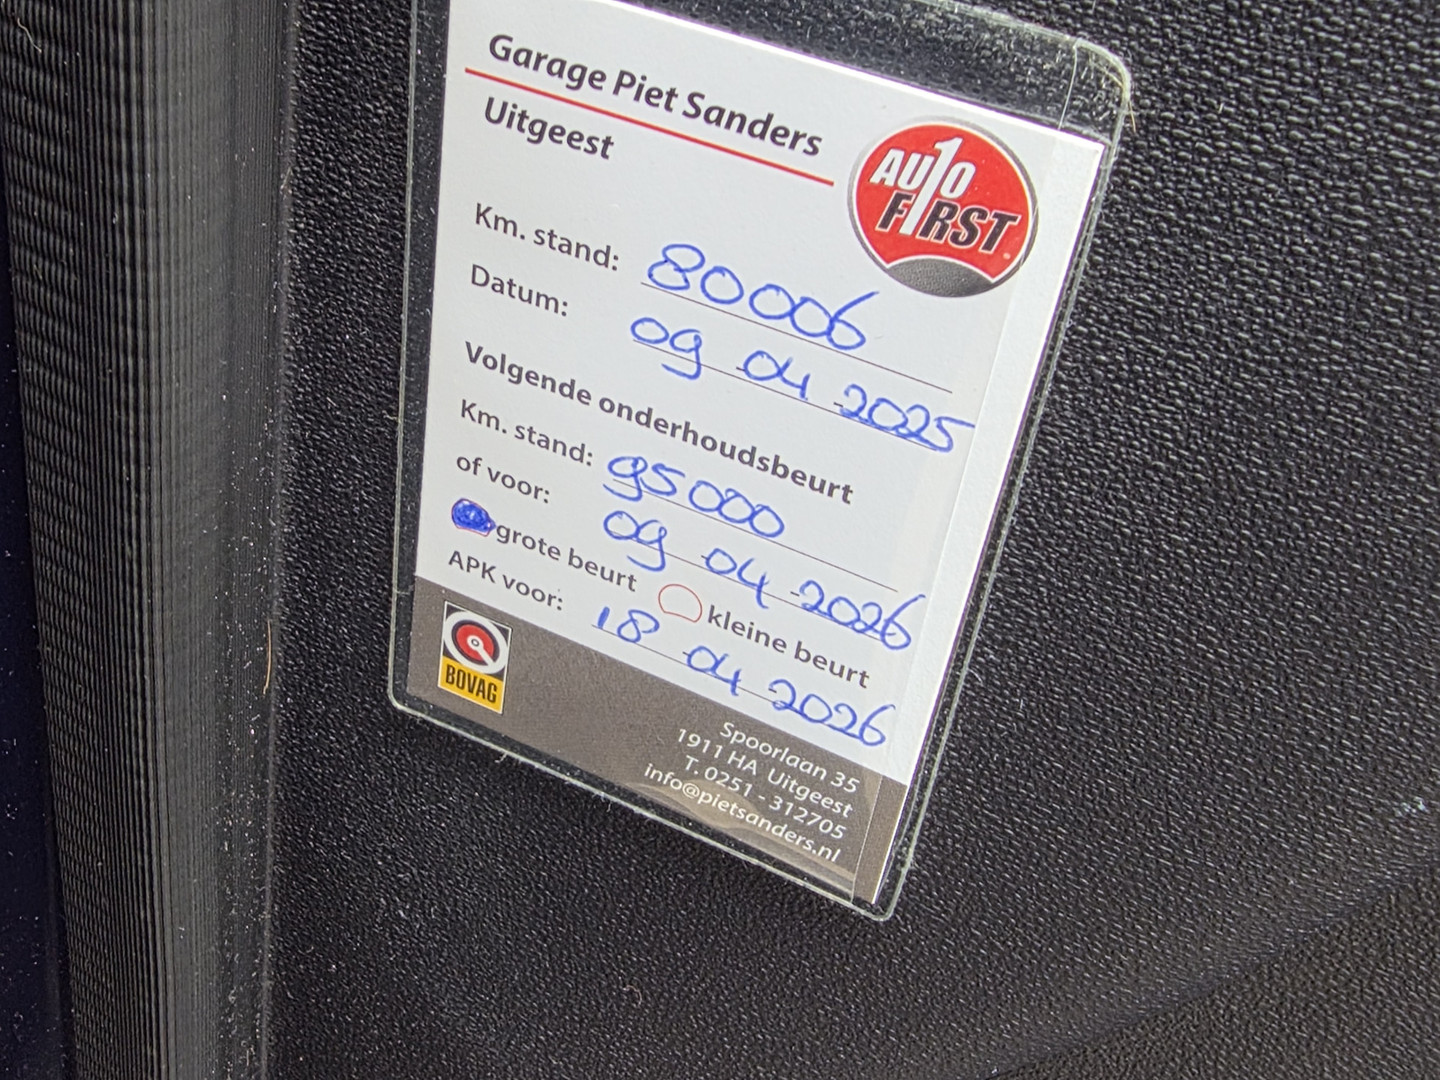 Garage Piet Sanders
Uitgeest
AUTO
FIRST
Km. stand: 80006
Datum: 09 04 2025
Volgende onderhoudsbeurt
Km. stand: 95000
of voor: 09 04 2026
grote beurt kleine beurt
APK voor: 18 04 2026
BOVAG
Spoorlaan 35
1911 HA Uitgeest
T. 0251 - 312705
info@pietsanders.nl